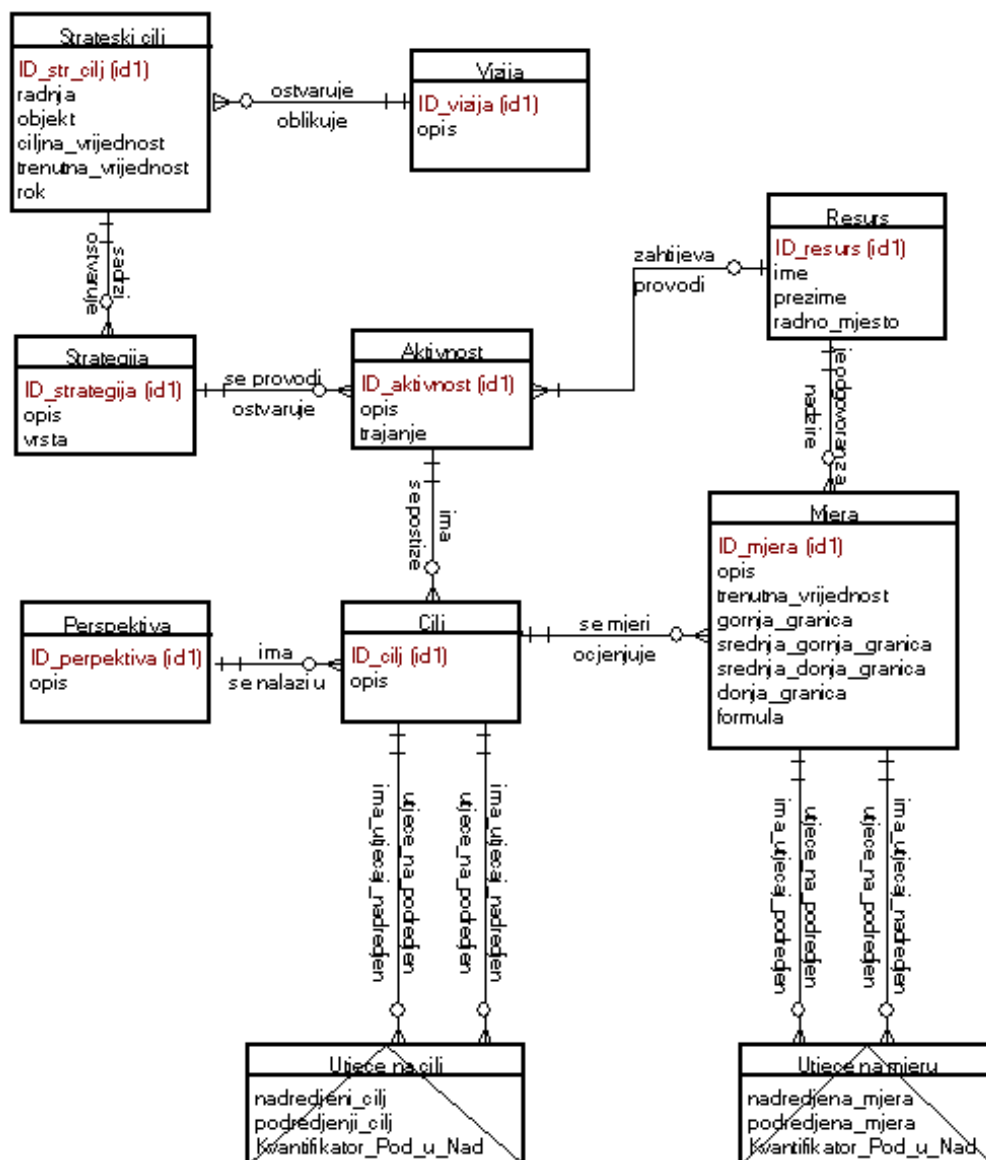 Strateski cilj
ID_str_cilj (id1)
radnja
objekt
ciljna_vrijednost
trenutna_vrijednost
rok
ostvaruje
oblikuje
Vizija
ID_vizija (id1)
opis
sadrzi
ostvaruje
Resurs
ID_resurs (id1)
ime
prezime
radno_mjesto
zahtijeva
provodi
Strategija
ID_strategija (id1)
opis
vrsta
se provodi
ostvaruje
Aktivnost
ID_aktivnost (id1)
opis
trajanje
je odgovoran za
nadzire
ima
se postize
Mjera
ID_mjera (id1)
opis
trenutna_vrijednost
gornja_granica
srednja_gornja_granica
srednja_donja_granica
donja_granica
formula
Perspektiva
ID_perpektiva (id1)
opis
ima
se nalazi u
Cilj
ID_cilj (id1)
opis
se mjeri
ocjenjuje
utjece_na_podredjen
ima_utjecaj_nadredjen
ima_utjecaj_nadredjen
utjece_na_podredjen
utjece_na_podredjen
ima_utjecaj_podredjen
ima_utjecaj_nadredjen
utjece_na_podredjen
Utjece na cilj
nadredjeni_cilj
podredjenji_cilj
Kvantifikator_Pod_u_Nad
Utjece na mjeru
nadredjena_mjera
podredjena_mjera
Kvantifikator_Pod_u_Nad